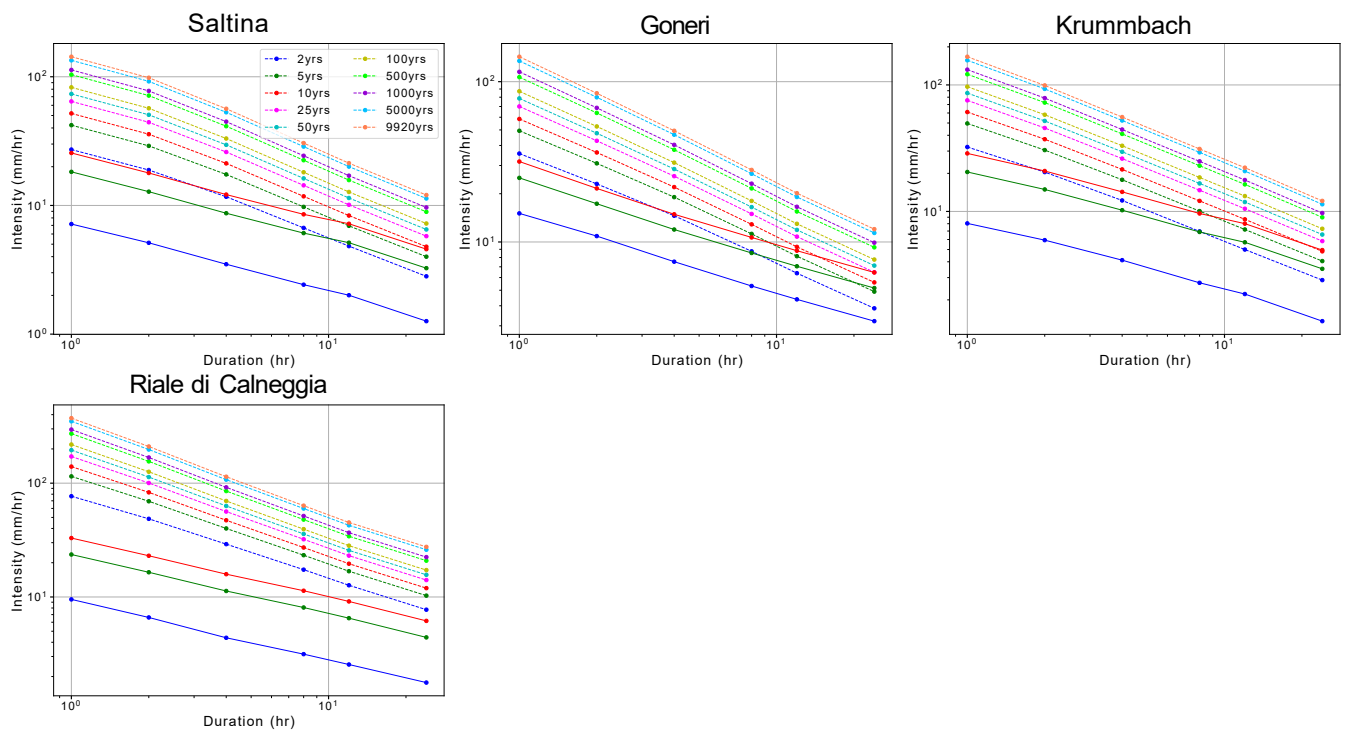 Saltina
Goneri
Krummbach
10²
10¹
10⁰
Intensity (mm/hr)
2yrs
5yrs
10yrs
25yrs
50yrs
100yrs
500yrs
1000yrs
5000yrs
9920yrs
10⁰
10¹
Duration (hr)
10²
10¹
Intensity (mm/hr)
10⁰
10¹
Duration (hr)
10²
10¹
Intensity (mm/hr)
10⁰
10¹
Duration (hr)
Riale di Calneggia
10²
10¹
Intensity (mm/hr)
10⁰
10¹
Duration (hr)